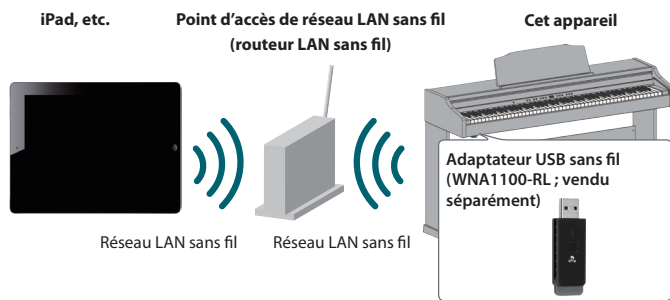 iPad, etc.
Point d’accès de réseau LAN sans fil
(routeur LAN sans fil)
Cet appareil
Adaptateur USB sans fil
(WNA1100-RL ; vendu
séparément)
Réseau LAN sans fil
Réseau LAN sans fil